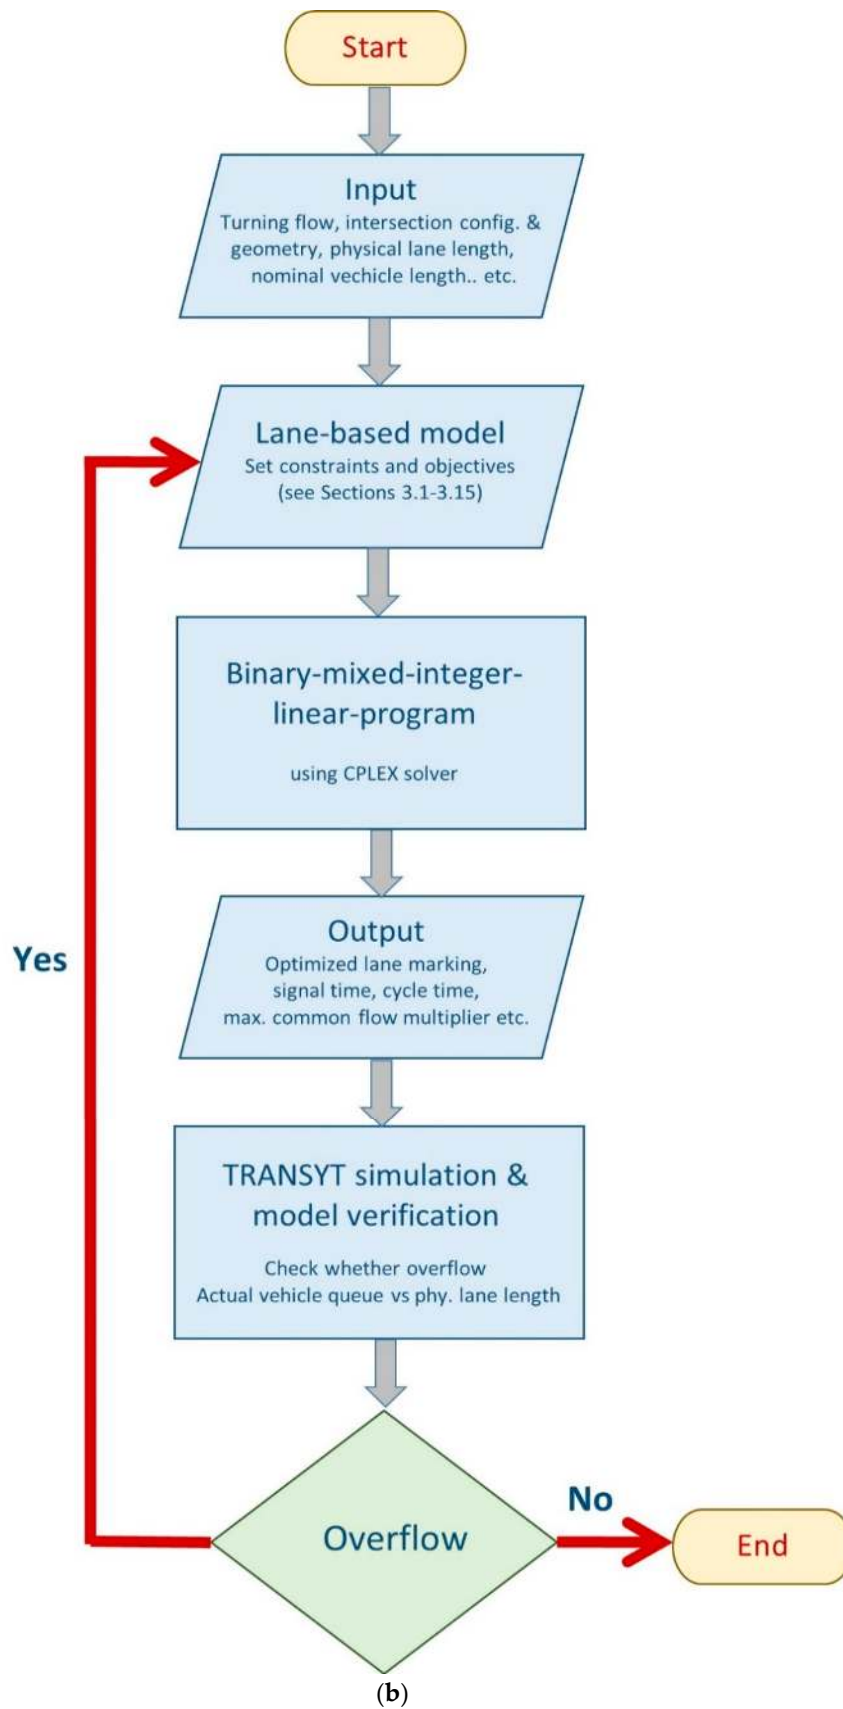 Start
Input
Turning flow, intersection config. &
geometry, physical lane length,
nominal vechicle length.. etc.
Lane-based model
Set constraints and objectives
(see Sections 3.1-3.15)
Binary-mixed-integer-
linear-program
using CPLEX solver
Output
Optimized lane marking,
signal time, cycle time,
max. common flow multiplier etc.
Yes
TRANSYT simulation &
model verification
Check whether overflow
Actual vehicle queue vs phy. lane length
Overflow
No
End
(b)